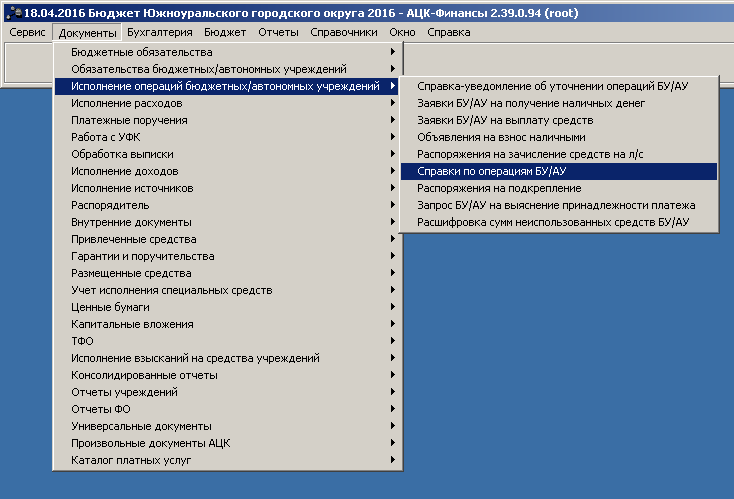 18.04.2016 Бюджет Южноуральского городского округа 2016 - АЦК-Финансы 2.39.0.94 (root)
Сервис Документы Бухгалтерия Бюджет Отчеты Справочники Окно Справка
Бюджетные обязательства
Обязательства бюджетных/автономных учреждений
Исполнение операций бюджетных/автономных учреждений
Исполнение расходов
Платежные поручения
Работа с УФК
Обработка выписки
Исполнение доходов
Исполнение источников
Распорядитель
Внутренние документы
Привлеченные средства
Гарантии и поручительства
Размещенные средства
Учет исполнения специальных средств
Ценные бумаги
Капитальные вложения
ТФО
Исполнение взысканий на средства учреждений
Консолидированные отчеты
Отчеты учреждений
Отчеты ФО
Универсальные документы
Произвольные документы АЦК
Каталог платных услуг
Справка-уведомление об уточнении операций БУ/АУ
Заявки БУ/АУ на получение наличных денег
Заявки БУ/АУ на выплату средств
Объявления на взнос наличными
Распоряжения на зачисление средств на л/с
Справки по операциям БУ/АУ
Распоряжения на подкрепление
Запрос БУ/АУ на выяснение принадлежности платежа
Расшифровка сумм неиспользованных средств БУ/АУ